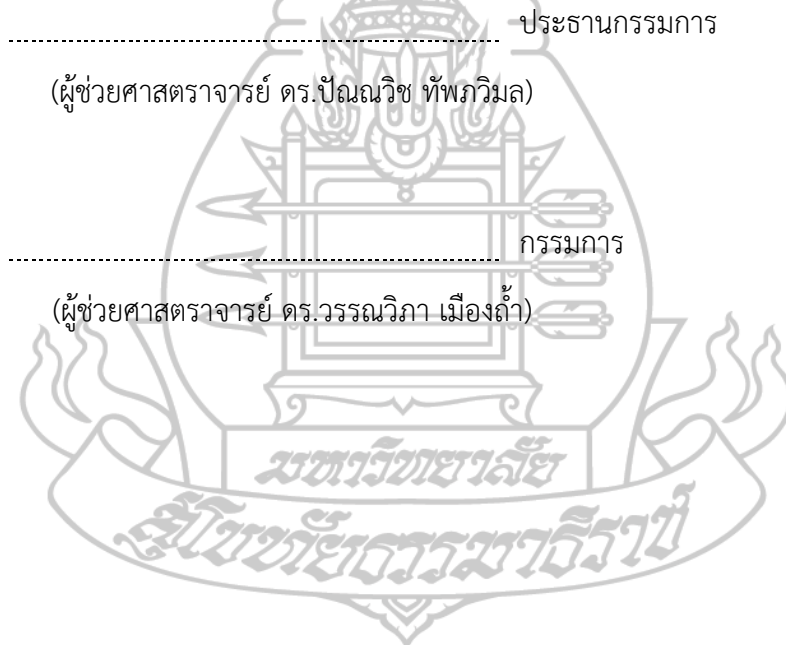 ประธานกรรมการ
(ผู้ช่วยศาสตราจารย์ ดร.ปัณณวิช ทัพภวิมล)
กรรมการ
(ผู้ช่วยศาสตราจารย์ ดร.วรรณวิภา เมืองถ้ำ)
มหาวิทยาลัย
สุโขทัยธรรมาธิราช